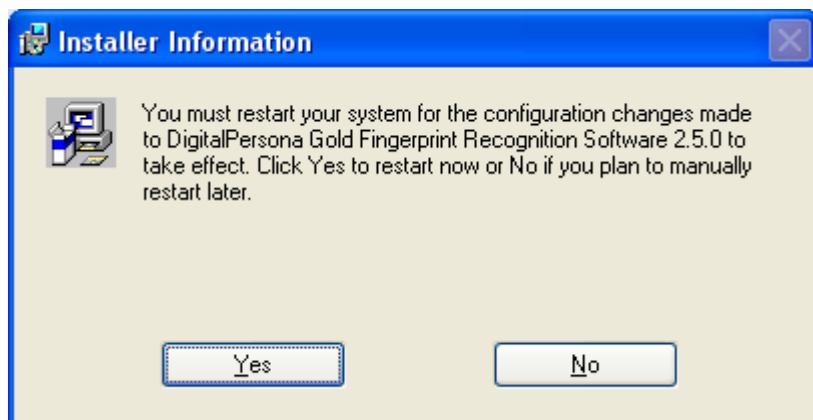 Installer Information
You must restart your system for the configuration changes made
to DigitalPersona Gold Fingerprint Recognition Software 2.5.0 to
take effect. Click Yes to restart now or No if you plan to manually
restart later.
Yes
No